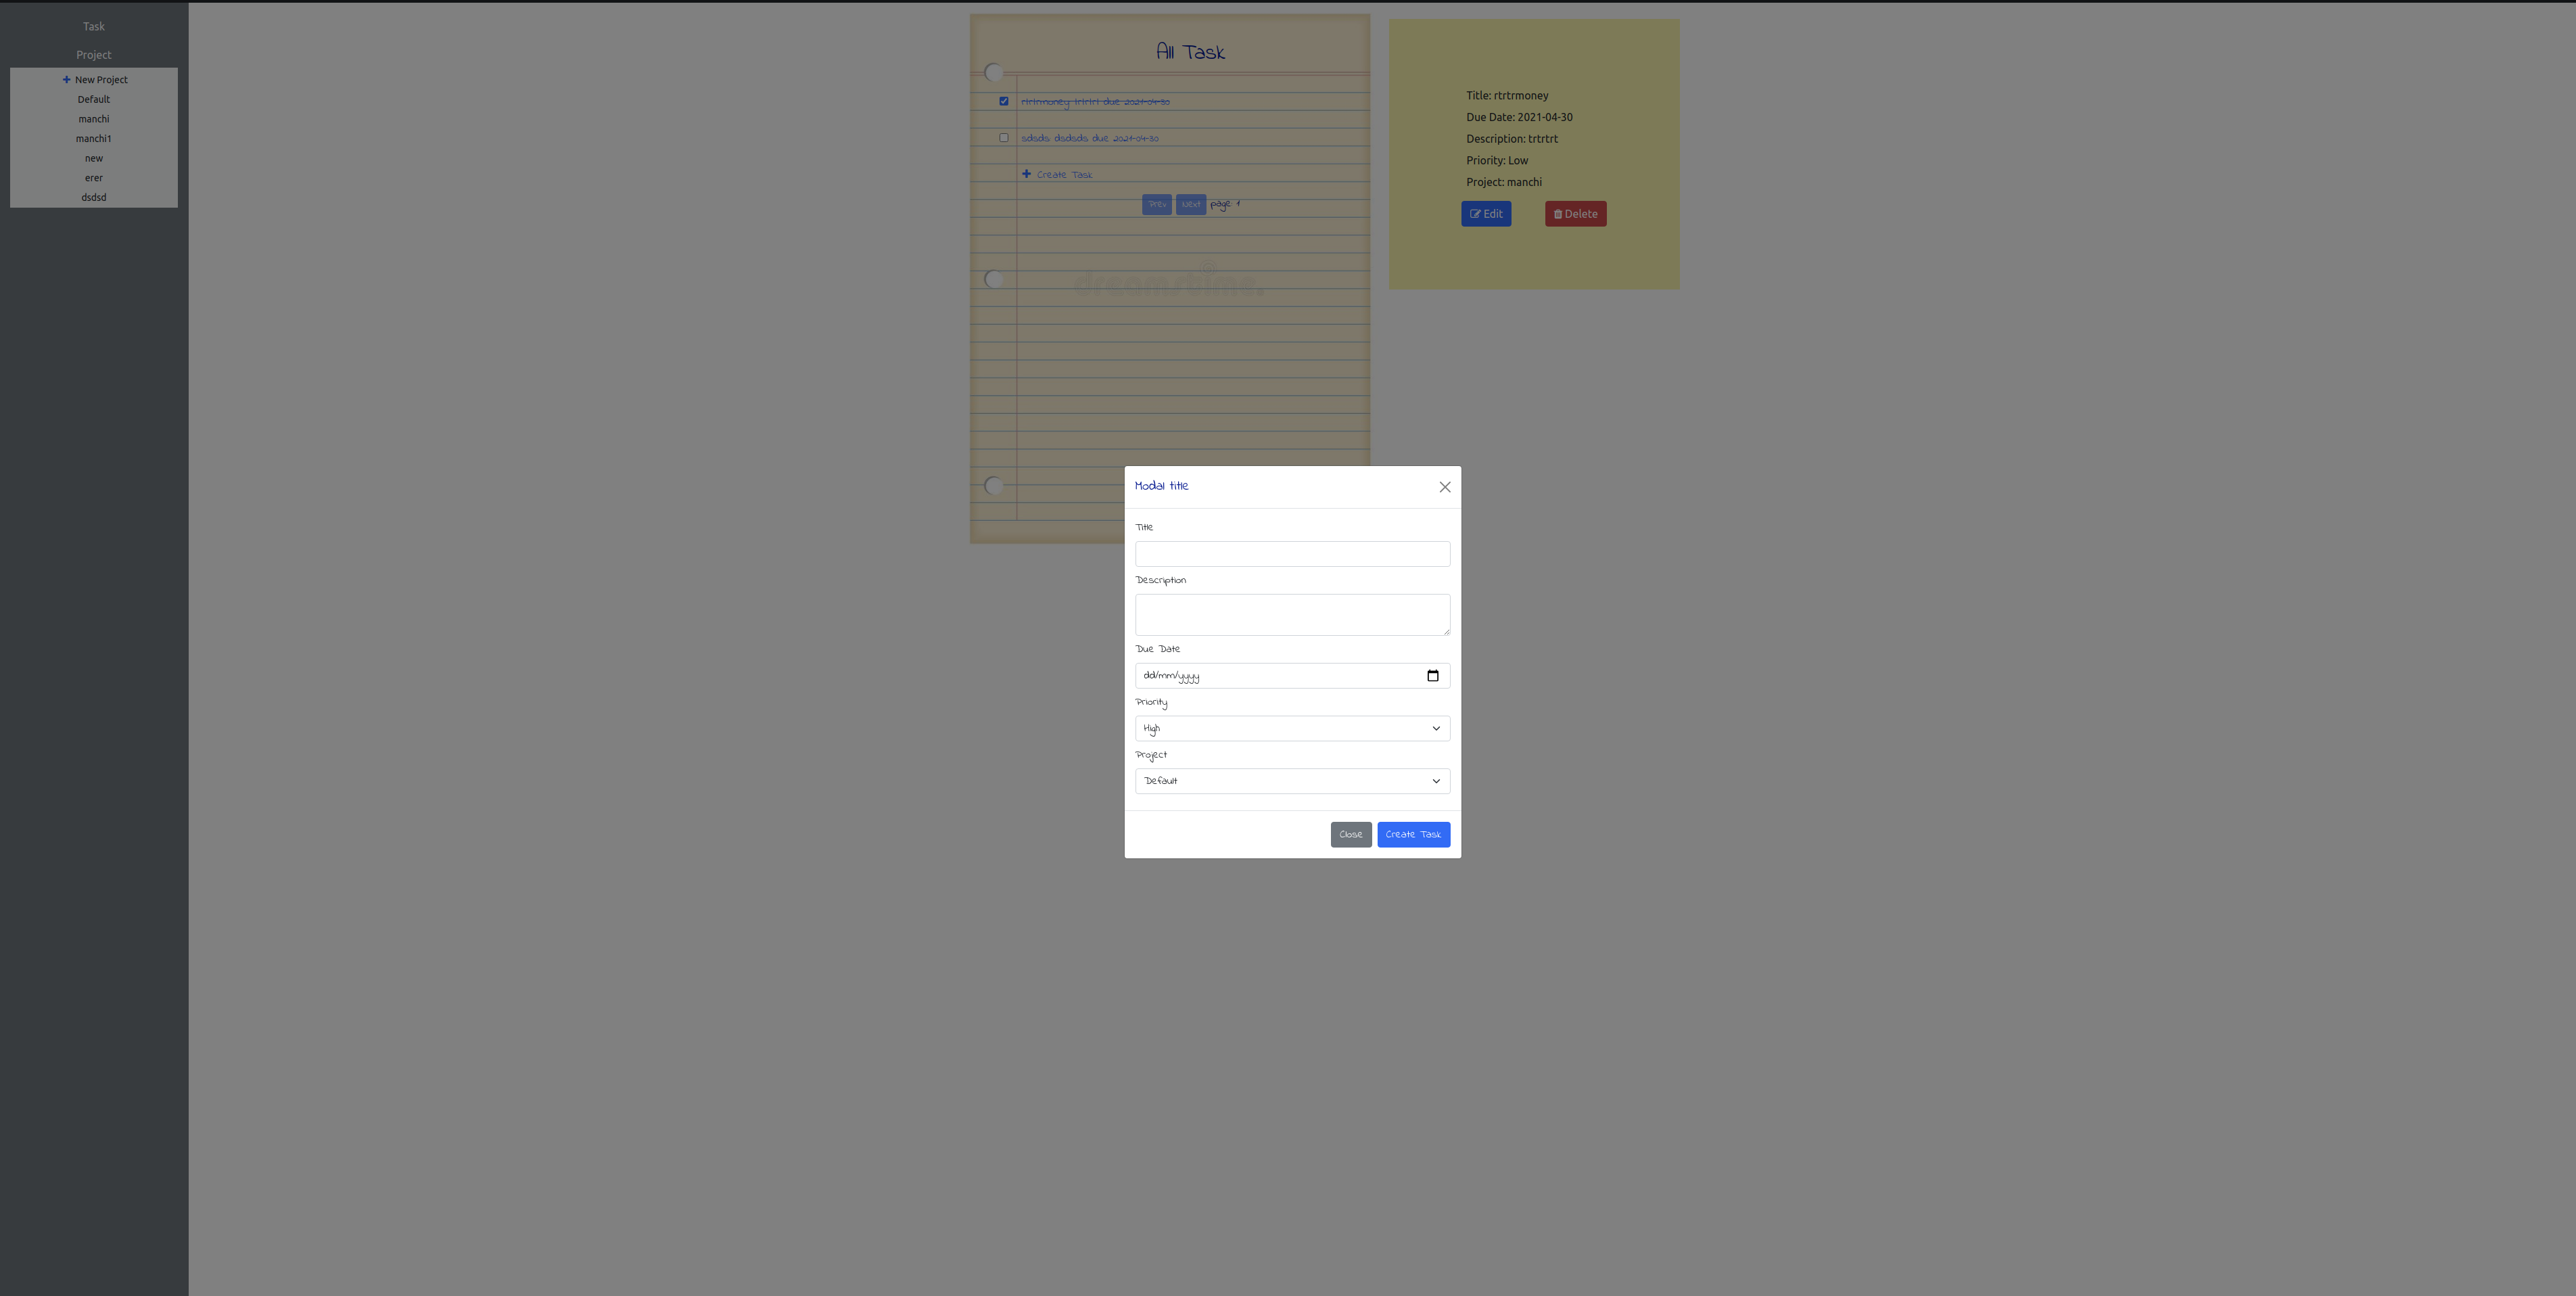 Task
Project
New Project
Default
manchi
manchi1
new
erer
dsdsd
All Task
rtrtrmoney trtrtrt due 2021-04-30
sdsds dsdsds due 2021-04-30
Create Task
Prev Next page 1
dreamstime.
Title: rtrtrmoney
Due Date: 2021-04-30
Description: trtrtrt
Priority: Low
Project: manchi
Edit Delete
Modal title
Title
Description
Due Date
dd/mm/yyyy
Priority
High
Project
Default
Close Create Task